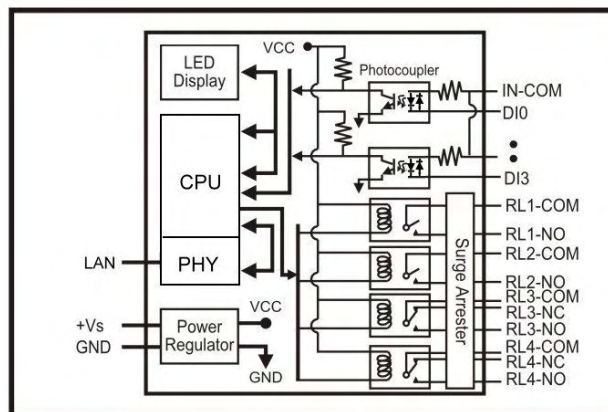 LED
Display
VCC
Photocoupler
IN-COM
DI0
DI3
CPU
PHY
LAN
RL1-COM
RL1-NO
RL2-COM
RL2-NO
RL3-COM
RL3-NC
RL3-NO
RL4-COM
RL4-NC
RL4-NO
Surge Arrester
+Vs
GND
Power
Regulator
VCC
GND